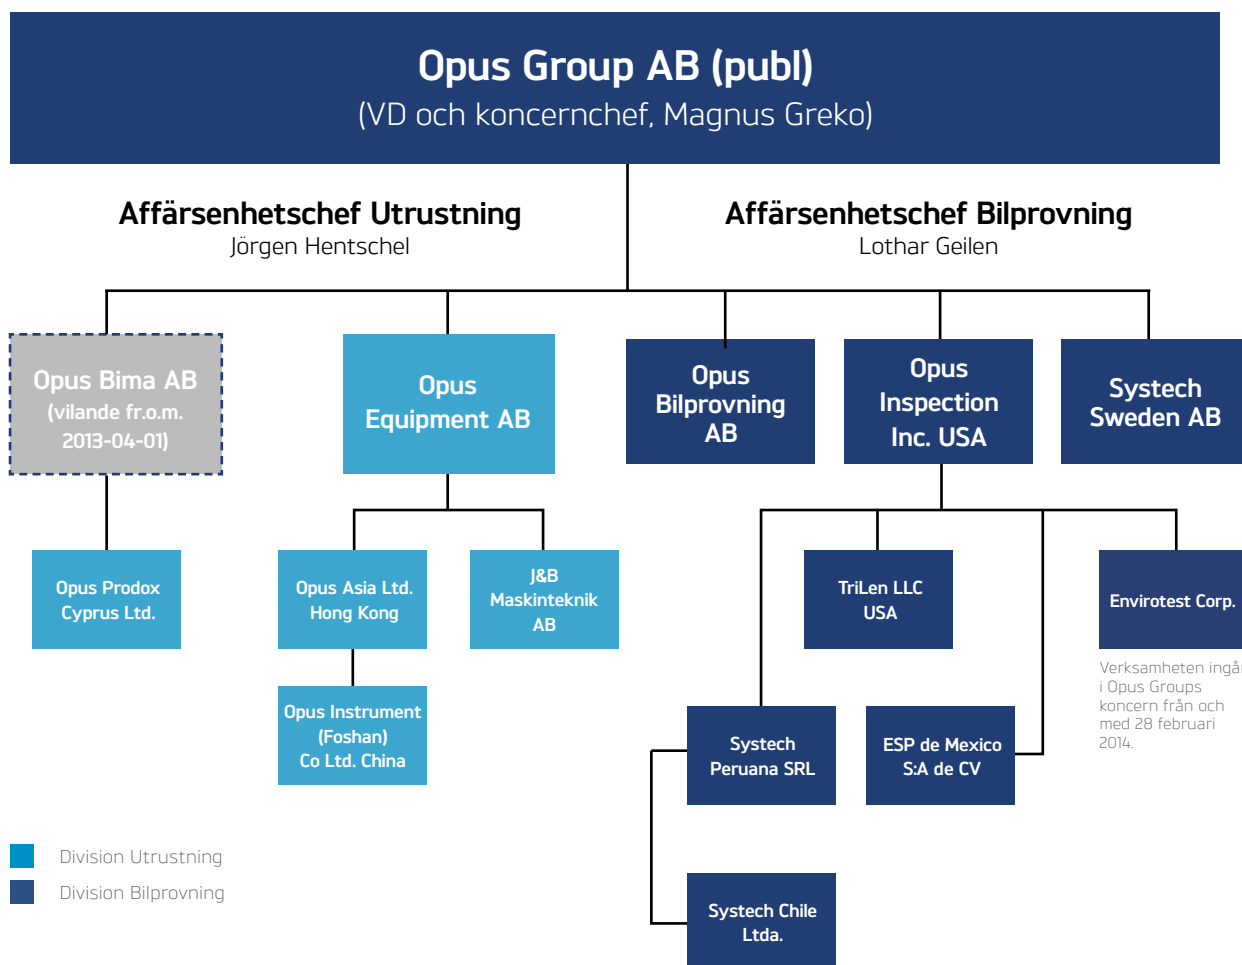 Opus Group AB (publ)
(VD och koncernchef, Magnus Greko)
Affärsenhetschef Utrustning
Jörgen Hentschel
Affärsenhetschef Bilprovning
Lothar Geilen
Opus Bima AB
(vilande fr.o.m.
2013-04-01)
Opus
Equipment AB
Opus
Bilprovning
AB
Opus
Inspection
Inc. USA
Systech
Sweden AB
Opus Prodox
Cyprus Ltd.
Opus Asia Ltd.
Hong Kong
J&B
Maskinteknik
AB
TriLen LLC
USA
Envirotest Corp.
Verksamheten ingår
i Opus Groups
koncern från och
med 28 februari
2014.
Opus Instrument
(Foshan)
Co Ltd. China
Systech
Peruana SRL
ESP de Mexico
S:A de CV
Systech Chile
Ltda.
Division Utrustning
Division Bilprovning